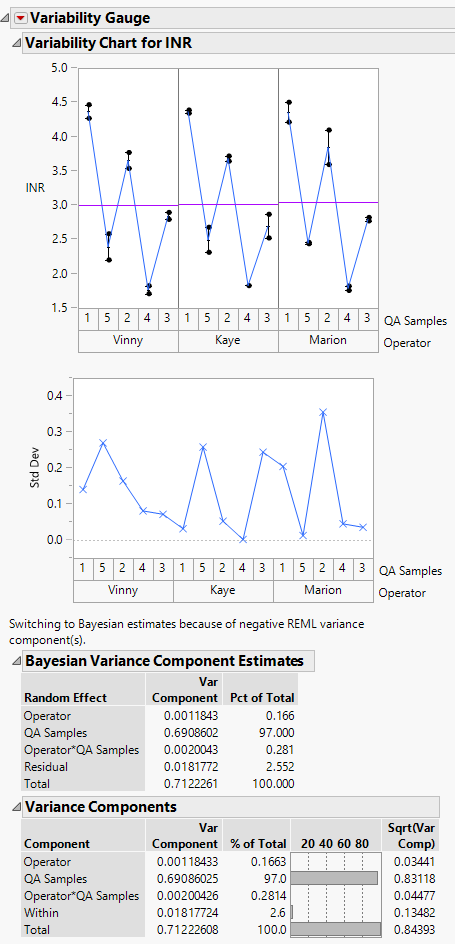 Variability Gauge
Variability Chart for INR
5.0
4.5
4.0
3.5
INR
3.0
2.5
2.0
1.5
1 5 2 4 3 1 5 2 4 3 1 5 2 4 3 QA Samples
Vinny Kaye Marion Operator
0.4
0.3
Std Dev
0.2
0.1
0.0
1 5 2 4 3 1 5 2 4 3 1 5 2 4 3 QA Samples
Vinny Kaye Marion Operator
Switching to Bayesian estimates because of negative REML variance
component(s).
Bayesian Variance Component Estimates
Var
Random Effect Component Pct of Total
Operator 0.0011843 0.166
QA Samples 0.6908602 97.000
Operator*QA Samples 0.0020043 0.281
Residual 0.0181772 2.552
Total 0.7122261 100.000
Variance Components
Var Sqrt(Var
Component Component % of Total 20 40 60 80 Comp)
Operator 0.00118433 0.1663 0.03441
QA Samples 0.69086025 97.0 0.83118
Operator*QA Samples 0.00200426 0.2814 0.04477
Within 0.01817724 2.6 0.13482
Total 0.71222608 100.0 0.84393